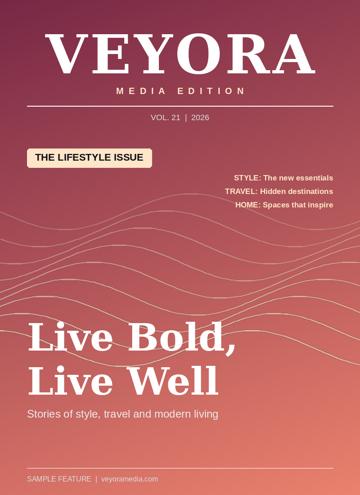 VEYORA
MEDIA EDITION
VOL. 21 | 2026
THE LIFESTYLE ISSUE
STYLE: The new essentials
TRAVEL: Hidden destinations
HOME: Spaces that inspire
Live Bold,
Live Well
Stories of style, travel and modern living
SAMPLE FEATURE | veyoramedia.com